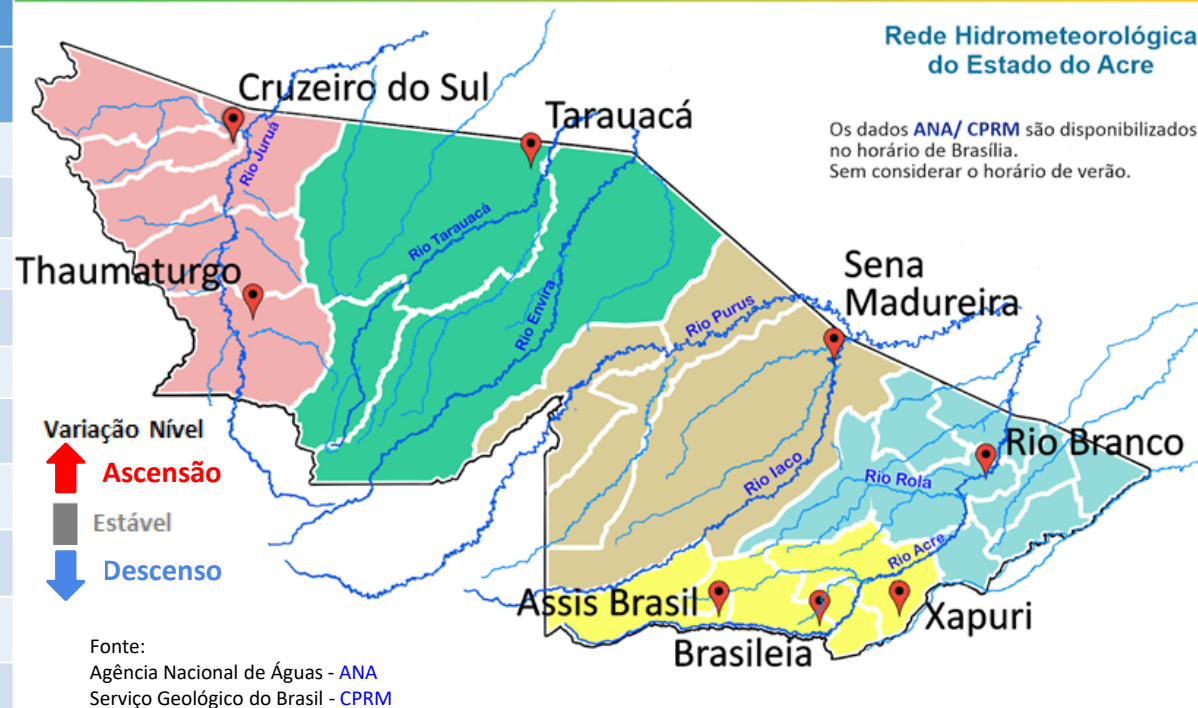 Rede Hidrometeorológica
do Estado do Acre
Os dados ANA/ CPRM são disponibilizados
no horário de Brasília.
Sem considerar o horário de verão.
Cruzeiro do Sul
Tarauacá
Rio Juruá
Rio Tarauacá
Thaumaturgo
Rio Envira
Sena
Madureira
Rio Purus
Variação Nível
Ascensão
Estável
Descenso
Rio Branco
Rio Iaco
Rio Rola
Rio Acre
Assis Brasil
Xapuri
Brasileia
Fonte:
Agência Nacional de Águas - ANA
Serviço Geológico do Brasil - CPRM